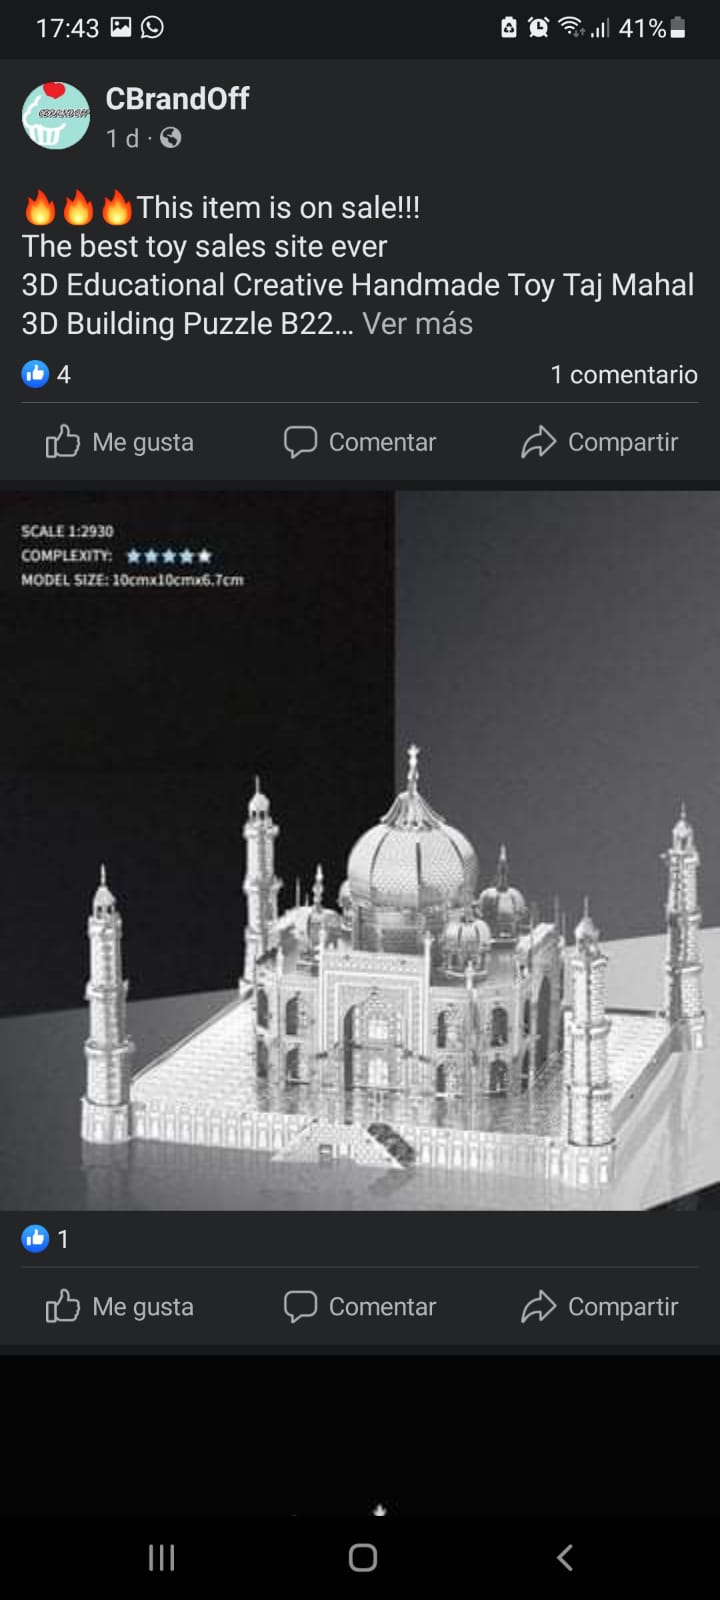 17:43
41%
CBRANDOFF
CBrandOff
1 d ·
🔥🔥🔥This item is on sale!!!
The best toy sales site ever
3D Educational Creative Handmade Toy Taj Mahal
3D Building Puzzle B22... Ver más
4
1 comentario
Me gusta
Comentar
Compartir
SCALE 1:2930
COMPLEXITY: ★★★★★
MODEL SIZE: 10cmx10cmx6.7cm
1
Me gusta
Comentar
Compartir